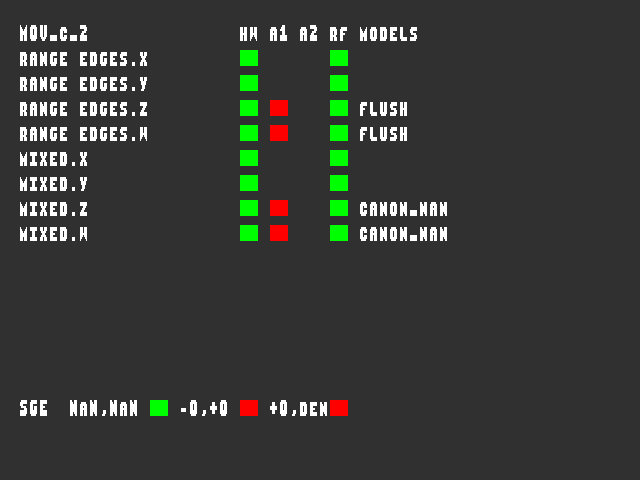 MOV_C_Z HW A1 A2 RF MODELS
RANGE EDGES.X
RANGE EDGES.Y
RANGE EDGES.Z FLUSH
RANGE EDGES.W FLUSH
MIXED.X
MIXED.Y
MIXED.Z CANON_NAN
MIXED.W CANON_NAN
SGE NAN,NAN -0,+0 +0,DEN